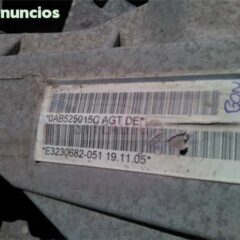 nuncios
*0AB525015C AGT DE*
*E3230682-051 19.11.05*